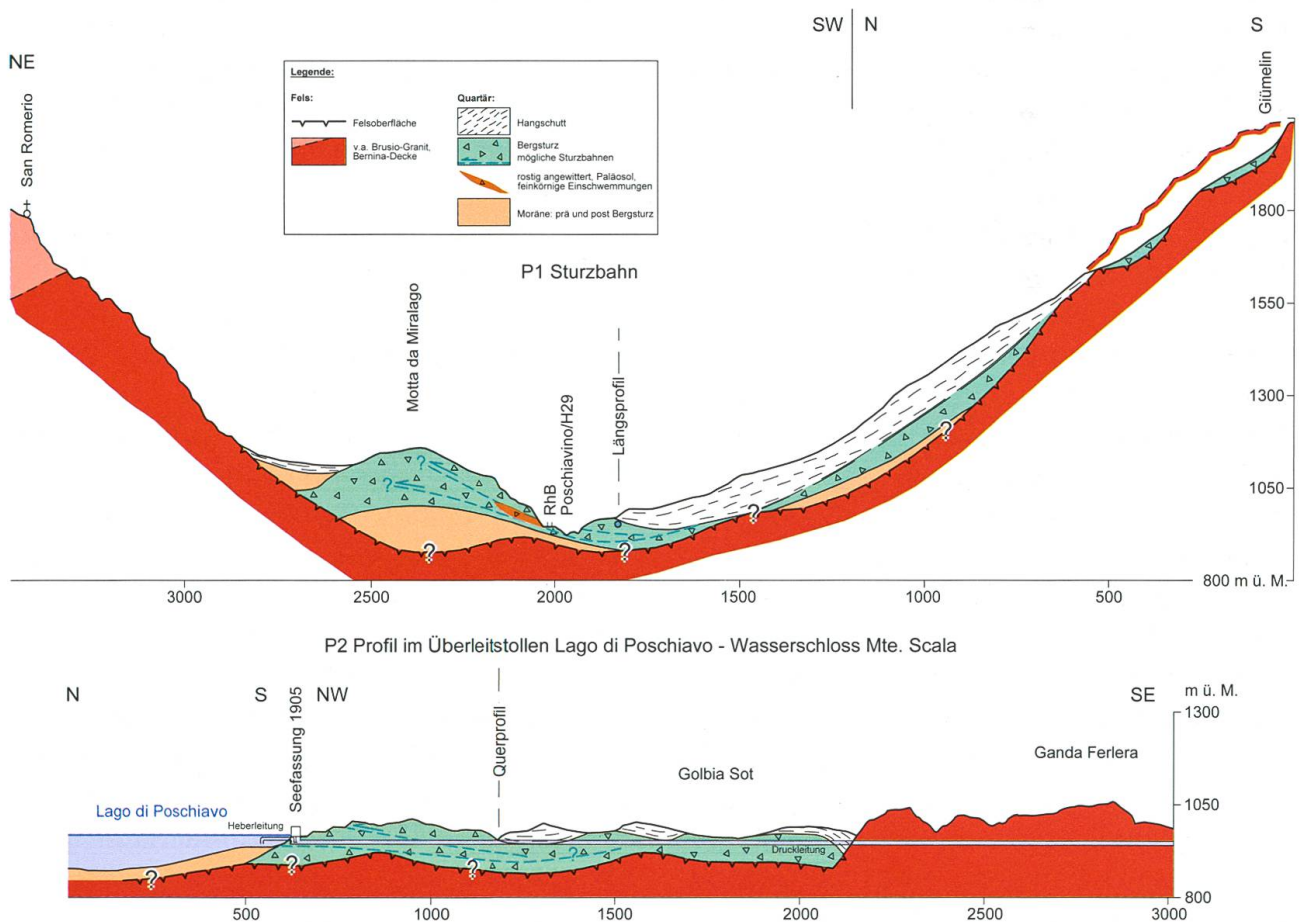 SW N
S
NE
San Romerio
Giümelin
Legende:
Fels:
Quartär:
Felsoberfläche
Hangschutt
v.a. Brusio-Granit,
Bernina-Decke
Bergsturz
mögliche Sturzbahnen
rostig angewittert, Paläosol,
feinkörnige Einschwemmungen
Moräne: prä und post Bergsturz
P1 Sturzbahn
Motta da Miralago
RhB
Poschiavino/H29
Längsprofil
? ? ? ? ? ?
1800
1550
1300
1050
800 m ü. M.
3000 2500 2000 1500 1000 500
P2 Profil im Überleitstollen Lago di Poschiavo - Wasserschloss Mte. Scala
N S NW SE
m ü. M.
1300
Seefassung 1905
Querprofil
Golbia Sot
Ganda Ferlera
Lago di Poschiavo
Heberleitung
Druckleitung
1050
? ? ? ?
800
500 1000 1500 2000 2500 3000